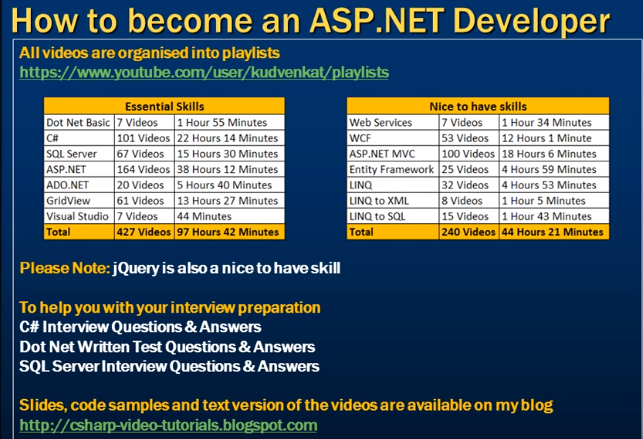 How to become an ASP.NET Developer
All videos are organised into playlists
https://www.youtube.com/user/kudvenkat/playlists
Essential Skills
Dot Net Basic 7 Videos 1 Hour 55 Minutes
C# 101 Videos 22 Hours 14 Minute
SQL Server 67 Videos 15 Hours 30 Minutes
ASP.NET 164 Videos 38 Hours 12 Minutes
ADO.NET 20 Videos 5 Hours 40 Minutes
GridView 61 Videos 13 Hours 27 Minutes
Visual Studio 7 Videos 44 Minutes
Total 427 Videos 97 Hours 42 Minutes
Nice to have skills
Web Services 7 Videos 1 Hour 34 Minutes
WCF 53 Videos 12 Hours 1 Minute
ASP.NET MVC 100 Videos 18 Hours 6 Minutes
Entity Framework 25 Videos 4 Hours 59 Minutes
LINQ 32 Videos 4 Hours 53 Minutes
LINQ to XML 8 Videos 1 Hour 5 Minutes
LINQ to SQL 15 Videos 1 Hour 43 Minutes
Total 240 Videos 44 Hours 21 Minutes
Please Note: jQuery is also a nice to have skill
To help you with your interview preparation
C# Interview Questions & Answers
Dot Net Written Test Questions & Answers
SQL Server Interview Questions & Answers
Slides, code samples and text version of the videos are available on my blog
http://csharp-video-tutorials.blogspot.com